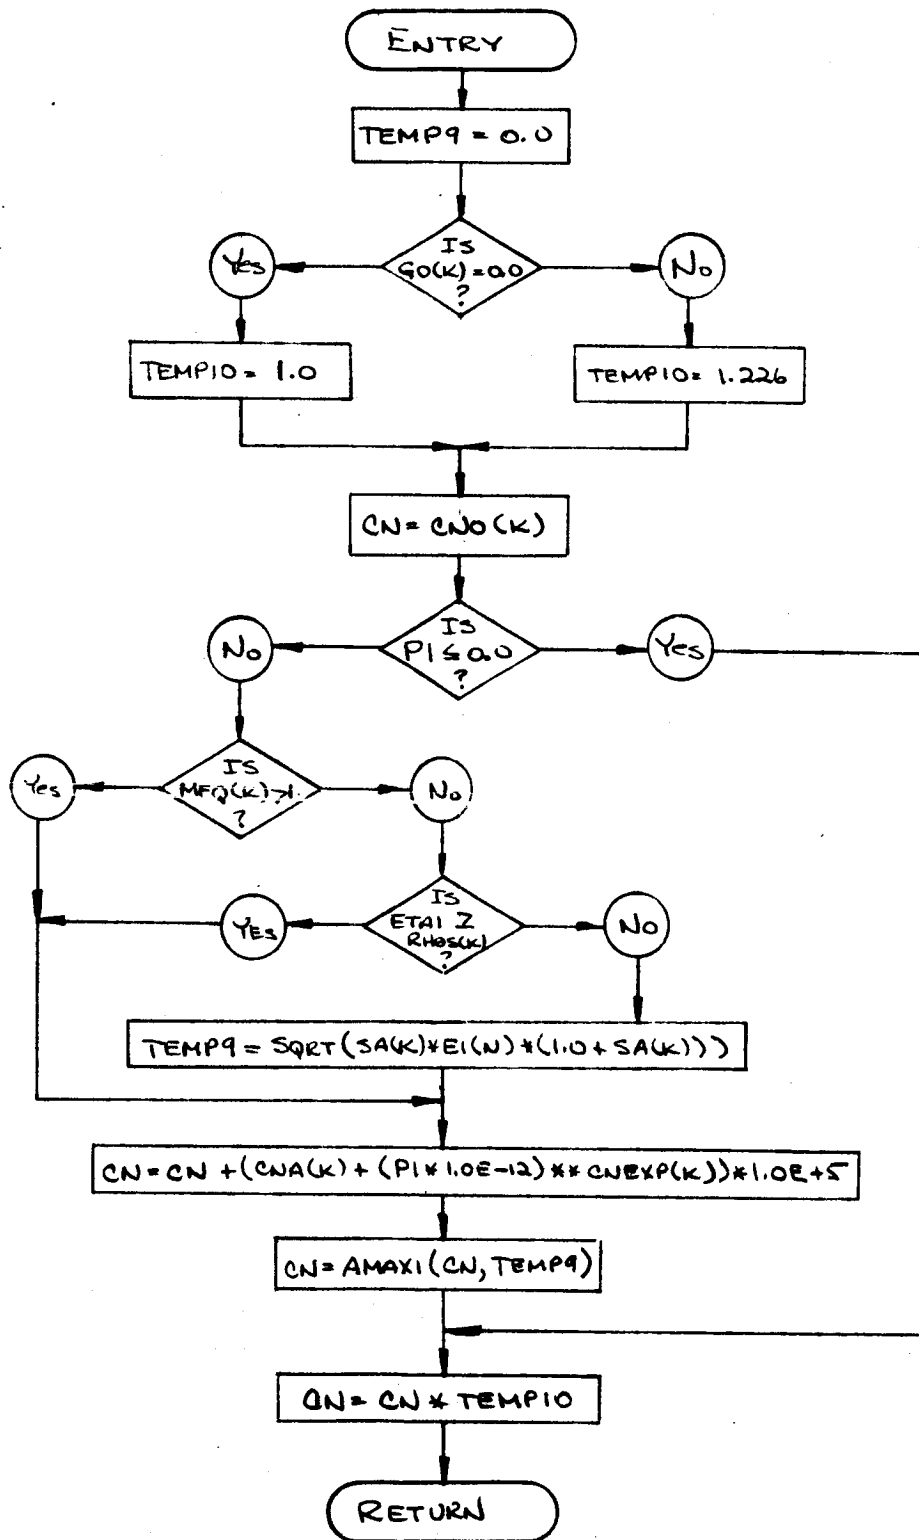 ENTRY
TEMP9 = 0.0
IS
GO(K)=0.0
?
Yes
No
TEMP10 = 1.0
TEMP10 = 1.226
CN = CNO(K)
IS
P1 ≤ 0.0
?
No
Yes
IS
MFQ(K)>1.
?
Yes
No
IS
ETA1 ≥
RHOS(K)
?
YES
NO
TEMP9 = SQRT(SA(K)*E1(N)*(1.0+SA(K)))
CN = CN + (CNA(K) + (P1*1.0E-12)**CNEXP(K))*1.0E+5
CN = AMAX1(CN, TEMP9)
CN = CN * TEMP10
RETURN